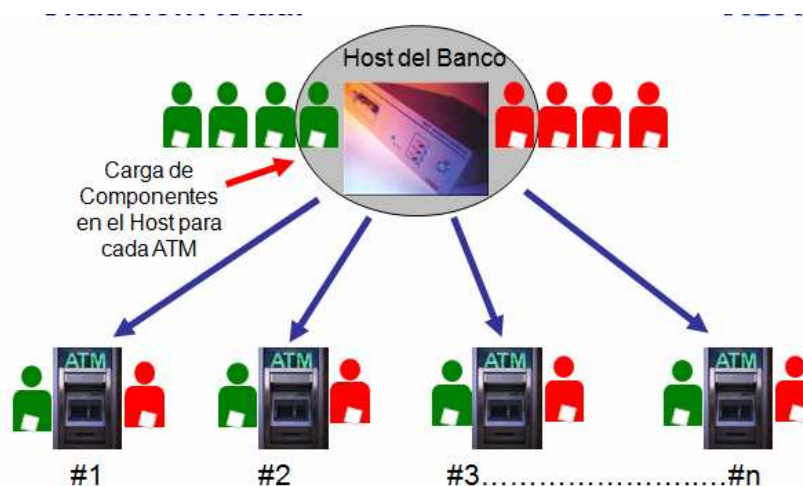 Host del Banco
Carga de
Componentes
en el Host para
cada ATM
ATM
ATM
ATM
ATM
#1
#2
#3..........................#n